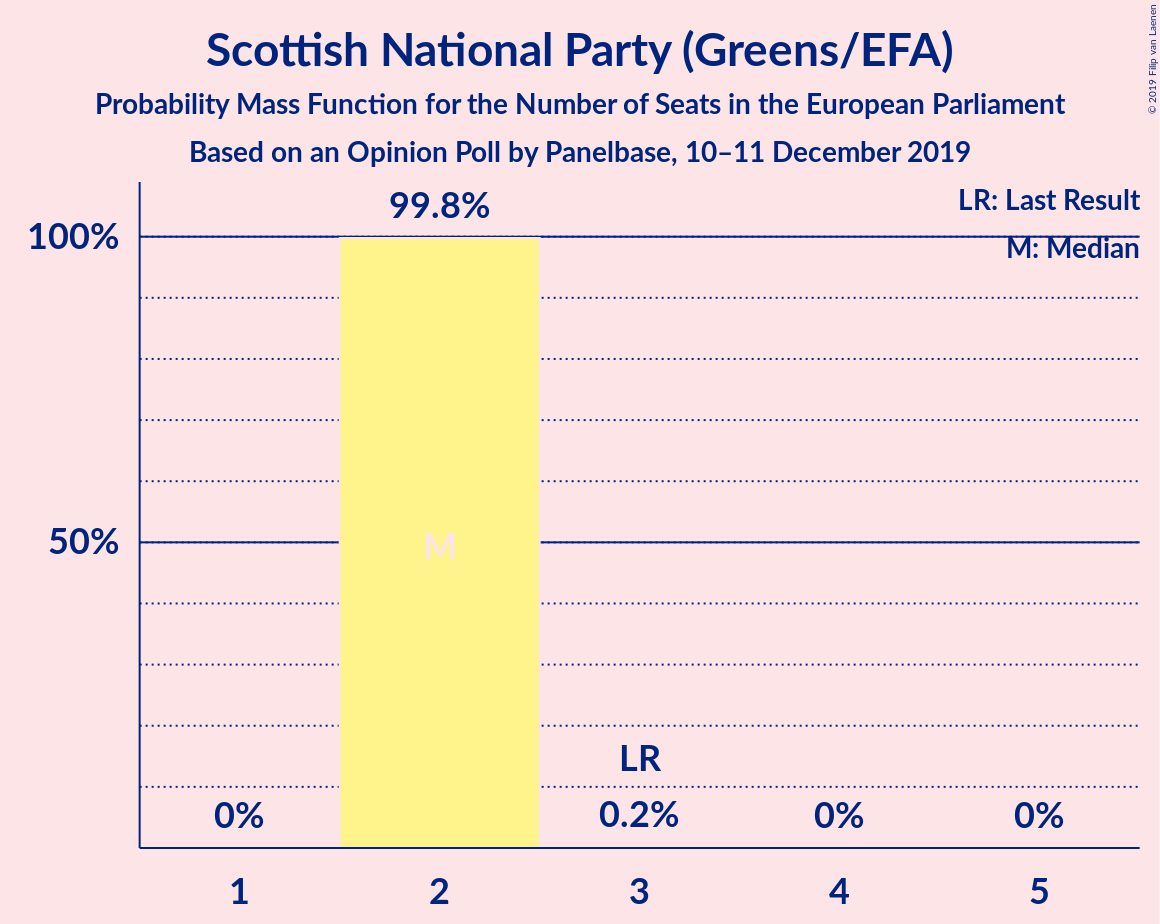 Scottish National Party (Greens/EFA)
Probability Mass Function for the Number of Seats in the European Parliament
Based on an Opinion Poll by Panelbase, 10–11 December 2019
© 2019 Filip van Laenen
LR: Last Result
M: Median
99.8%
100%
50%
M
LR
0%
0.2%
0%
0%
1
2
3
4
5